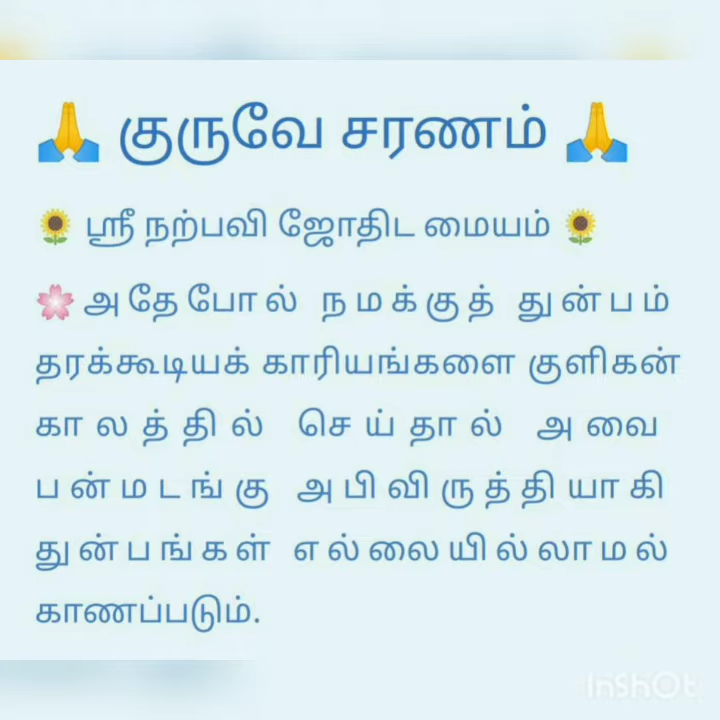 🙏 குருவே சரணம் 🙏
🌻 ஸ்ரீ நற்பவி ஜோதிட மையம் 🌻
🌸 அதேபோல் நமக்குத் துன்பம்
தரக்கூடியக் காரியங்களை குளிகன்
காலத்தில் செய்தால் அவை
பன்மடங்கு அபிவிருத்தியாகி
துன்பங்கள் எல்லையில்லாமல்
காணப்படும்.
InShOt